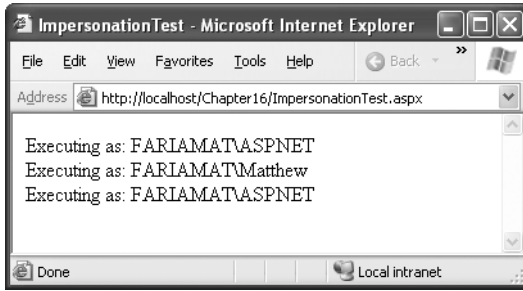 ImpersonationTest - Microsoft Internet Explorer
File Edit View Favorites Tools Help Back »
Address http://localhost/Chapter16/ImpersonationTest.aspx
Executing as: FARIAMAT\ASPNET
Executing as: FARIAMAT\Matthew
Executing as: FARIAMAT\ASPNET
Done Local intranet